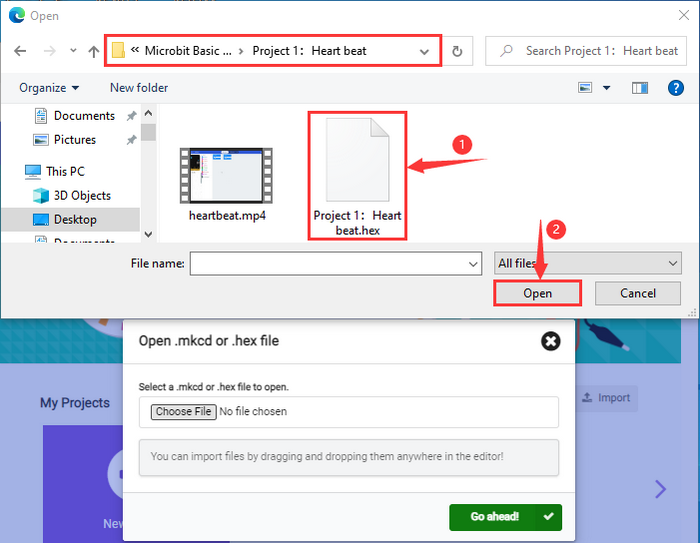 Open
« Microbit Basic ... › Project 1： Heart beat
Search Project 1： Heart beat
Organize
New folder
Documents
Pictures
This PC
3D Objects
Desktop
Documents
heartbeat.mp4
Project 1： Heart
beat.hex
1
2
File name:
All files
Open
Cancel
Open .mkcd or .hex file
Select a .mkcd or .hex file to open.
Choose File No file chosen
You can import files by dragging and dropping them anywhere in the editor!
Go ahead!
My Projects
Import
New